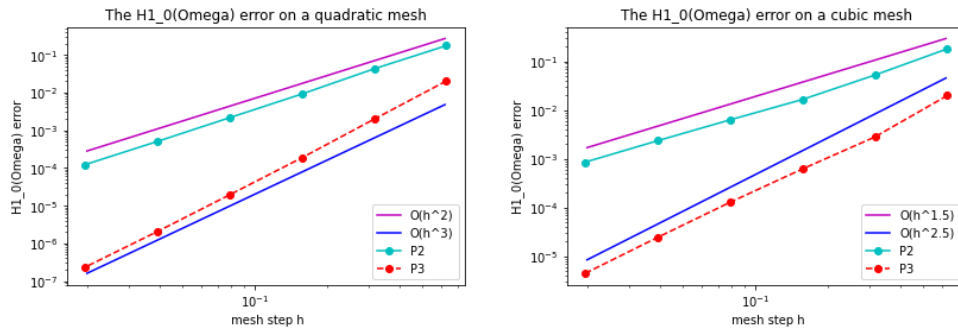 The H1_0(Omega) error on a quadratic mesh
H1_0(Omega) error
10^-1
10^-2
10^-3
10^-4
10^-5
10^-6
10^-7
O(h^2)
O(h^3)
P2
P3
10^-1
mesh step h
The H1_0(Omega) error on a cubic mesh
H1_0(Omega) error
10^-1
10^-2
10^-3
10^-4
10^-5
O(h^1.5)
O(h^2.5)
P2
P3
10^-1
mesh step h